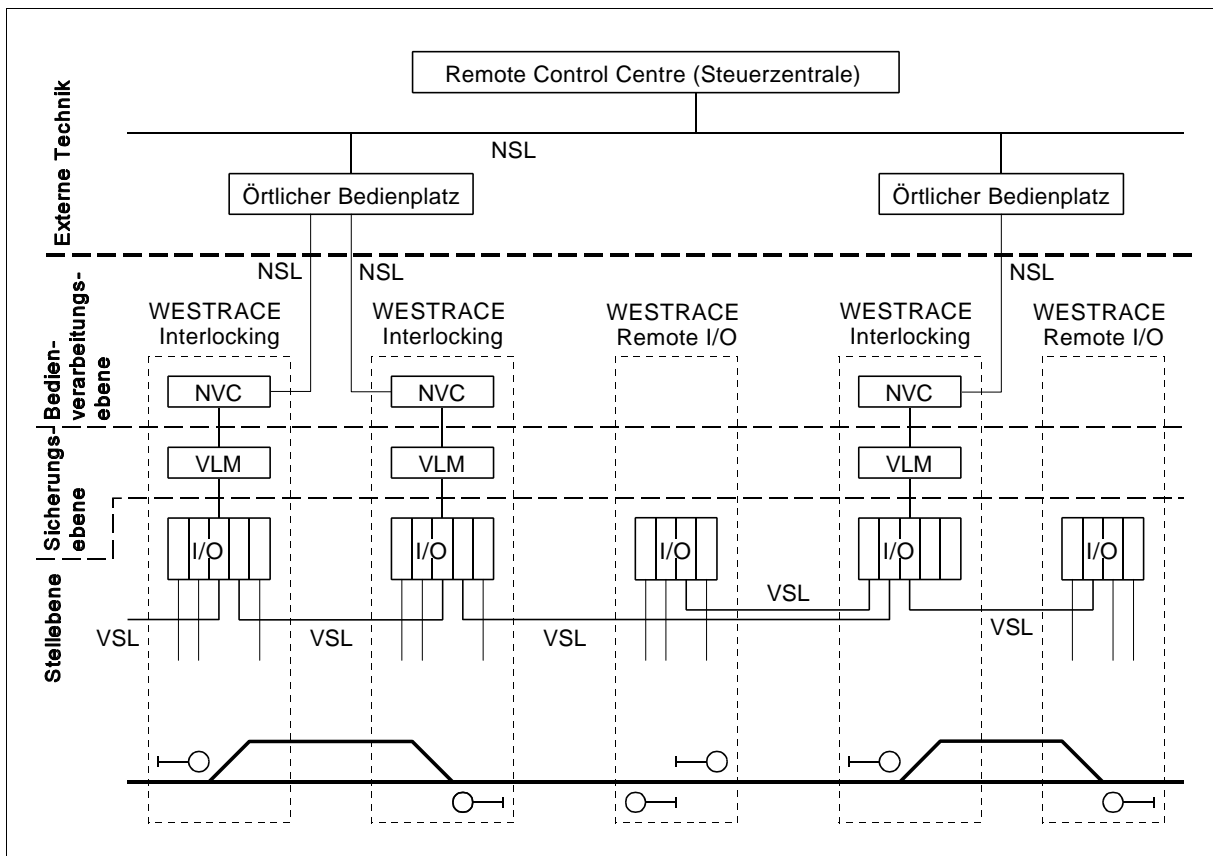 Remote Control Centre (Steuerzentrale)
Externe Technik
NSL
Örtlicher Bedienplatz
Örtlicher Bedienplatz
NSL
NSL
NSL
Bedien-
verarbeitungs-
ebene
WESTRACE
Interlocking
WESTRACE
Interlocking
WESTRACE
Remote I/O
WESTRACE
Interlocking
WESTRACE
Remote I/O
NVC
NVC
NVC
Sicherungs-
ebene
VLM
VLM
VLM
I/O
I/O
I/O
I/O
I/O
Stellebene
VSL
VSL
VSL
VSL
VSL